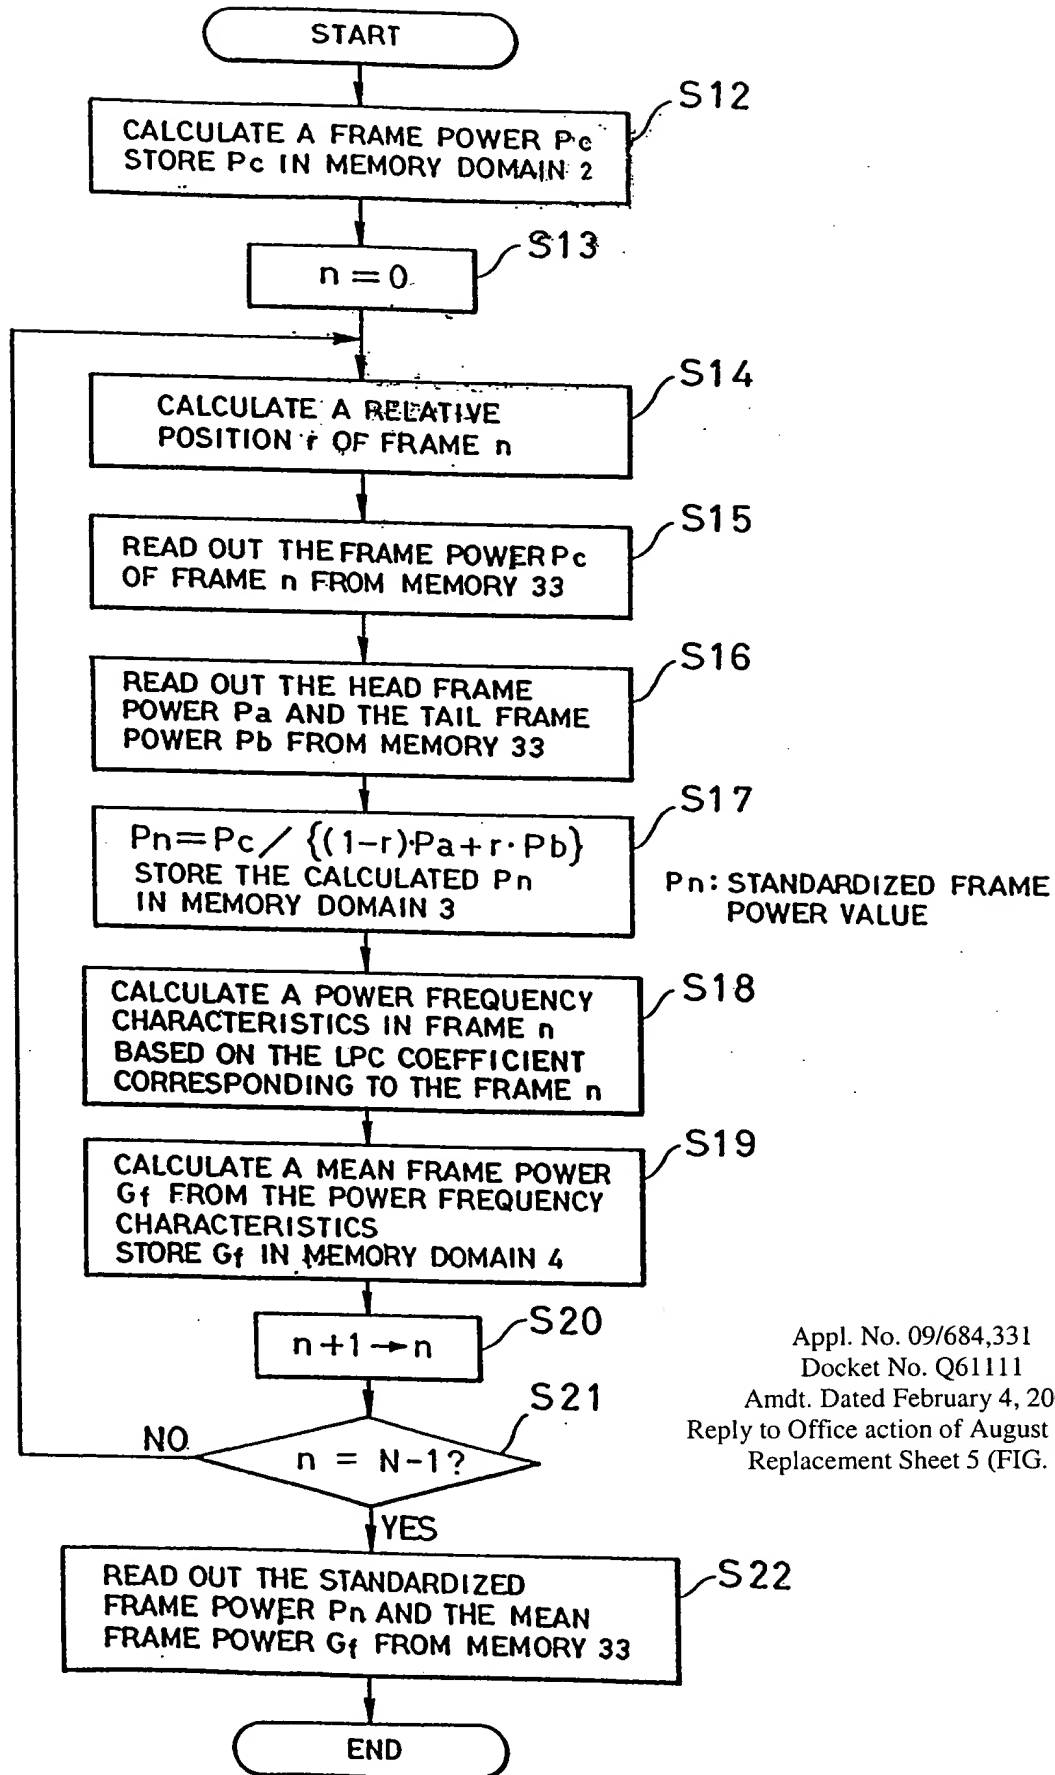 START
S12
CALCULATE A FRAME POWER Pc
STORE Pc IN MEMORY DOMAIN 2
S13
n = 0
S14
CALCULATE A RELATIVE
POSITION r OF FRAME n
S15
READ OUT THE FRAME POWER Pc
OF FRAME n FROM MEMORY 33
S16
READ OUT THE HEAD FRAME
POWER Pa AND THE TAIL FRAME
POWER Pb FROM MEMORY 33
S17
Pn=Pc / {(1-r)·Pa+r·Pb}
STORE THE CALCULATED Pn
IN MEMORY DOMAIN 3
Pn: STANDARDIZED FRAME
POWER VALUE
S18
CALCULATE A POWER FREQUENCY
CHARACTERISTICS IN FRAME n
BASED ON THE LPC COEFFICIENT
CORRESPONDING TO THE FRAME n
S19
CALCULATE A MEAN FRAME POWER
Gf FROM THE POWER FREQUENCY
CHARACTERISTICS
STORE Gf IN MEMORY DOMAIN 4
S20
n+1→n
Appl. No. 09/684,331
Docket No. Q61111
Amdt. Dated February 4, 20
Reply to Office action of August
Replacement Sheet 5 (FIG.
S21
NO
n = N-1?
YES
S22
READ OUT THE STANDARDIZED
FRAME POWER Pn AND THE MEAN
FRAME POWER Gf FROM MEMORY 33
END